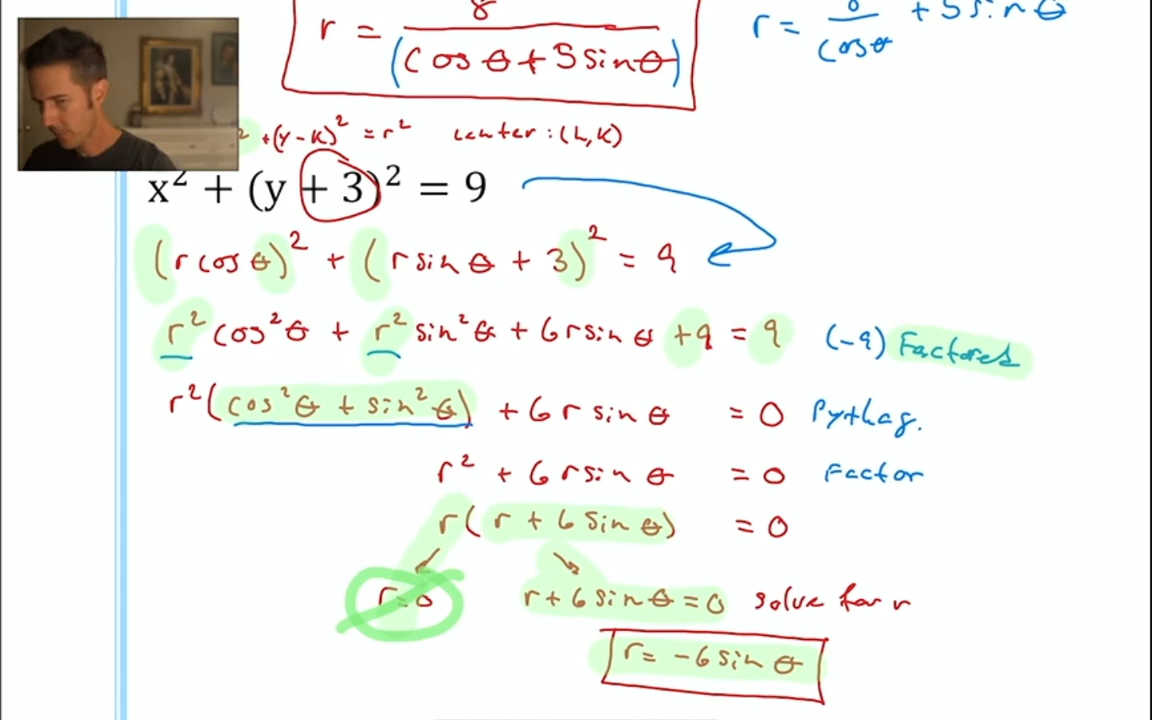 r = 8 / (cos θ + 5 sin θ)
r = 8 / cos θ + 5 sin θ
² + (y - k)² = r² center : (h, k)
x² + (y + 3)² = 9
(r cos θ)² + (r sin θ + 3)² = 9
r² cos² θ + r² sin² θ + 6 r sin θ + 9 = 9 (-9) Factored
r² (cos² θ + sin² θ) + 6 r sin θ = 0 Pythag.
r² + 6 r sin θ = 0 Factor
r ( r + 6 sin θ) = 0
r = 0 r + 6 sin θ = 0 solve for r
r = -6 sin θ